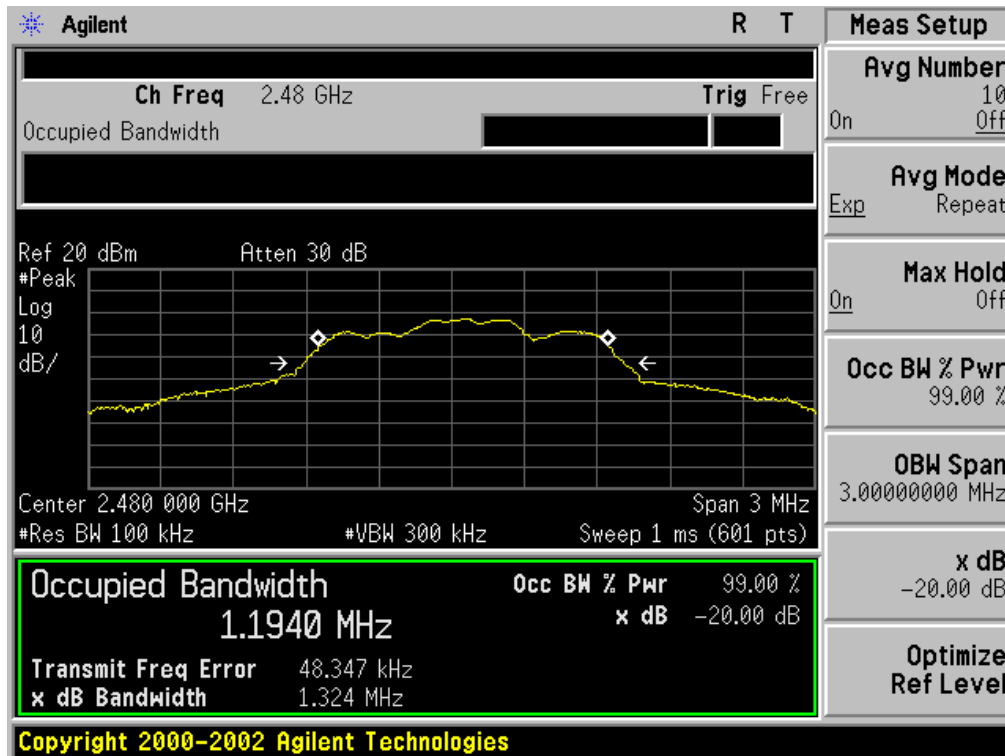 Agilent R T
Ch Freq 2.48 GHz Trig Free
Occupied Bandwidth
Ref 20 dBm Atten 30 dB
#Peak
Log
10
dB/
Center 2.480 000 GHz Span 3 MHz
#Res BW 100 kHz #VBW 300 kHz Sweep 1 ms (601 pts)
Occupied Bandwidth
1.1940 MHz
Occ BW % Pwr 99.00 %
x dB -20.00 dB
Transmit Freq Error 48.347 kHz
x dB Bandwidth 1.324 MHz
Copyright 2000-2002 Agilent Technologies
Meas Setup
Avg Number
10
On Off
Avg Mode
Exp Repeat
Max Hold
On Off
Occ BW % Pwr
99.00 %
OBW Span
3.00000000 MHz
x dB
-20.00 dB
Optimize
Ref Level